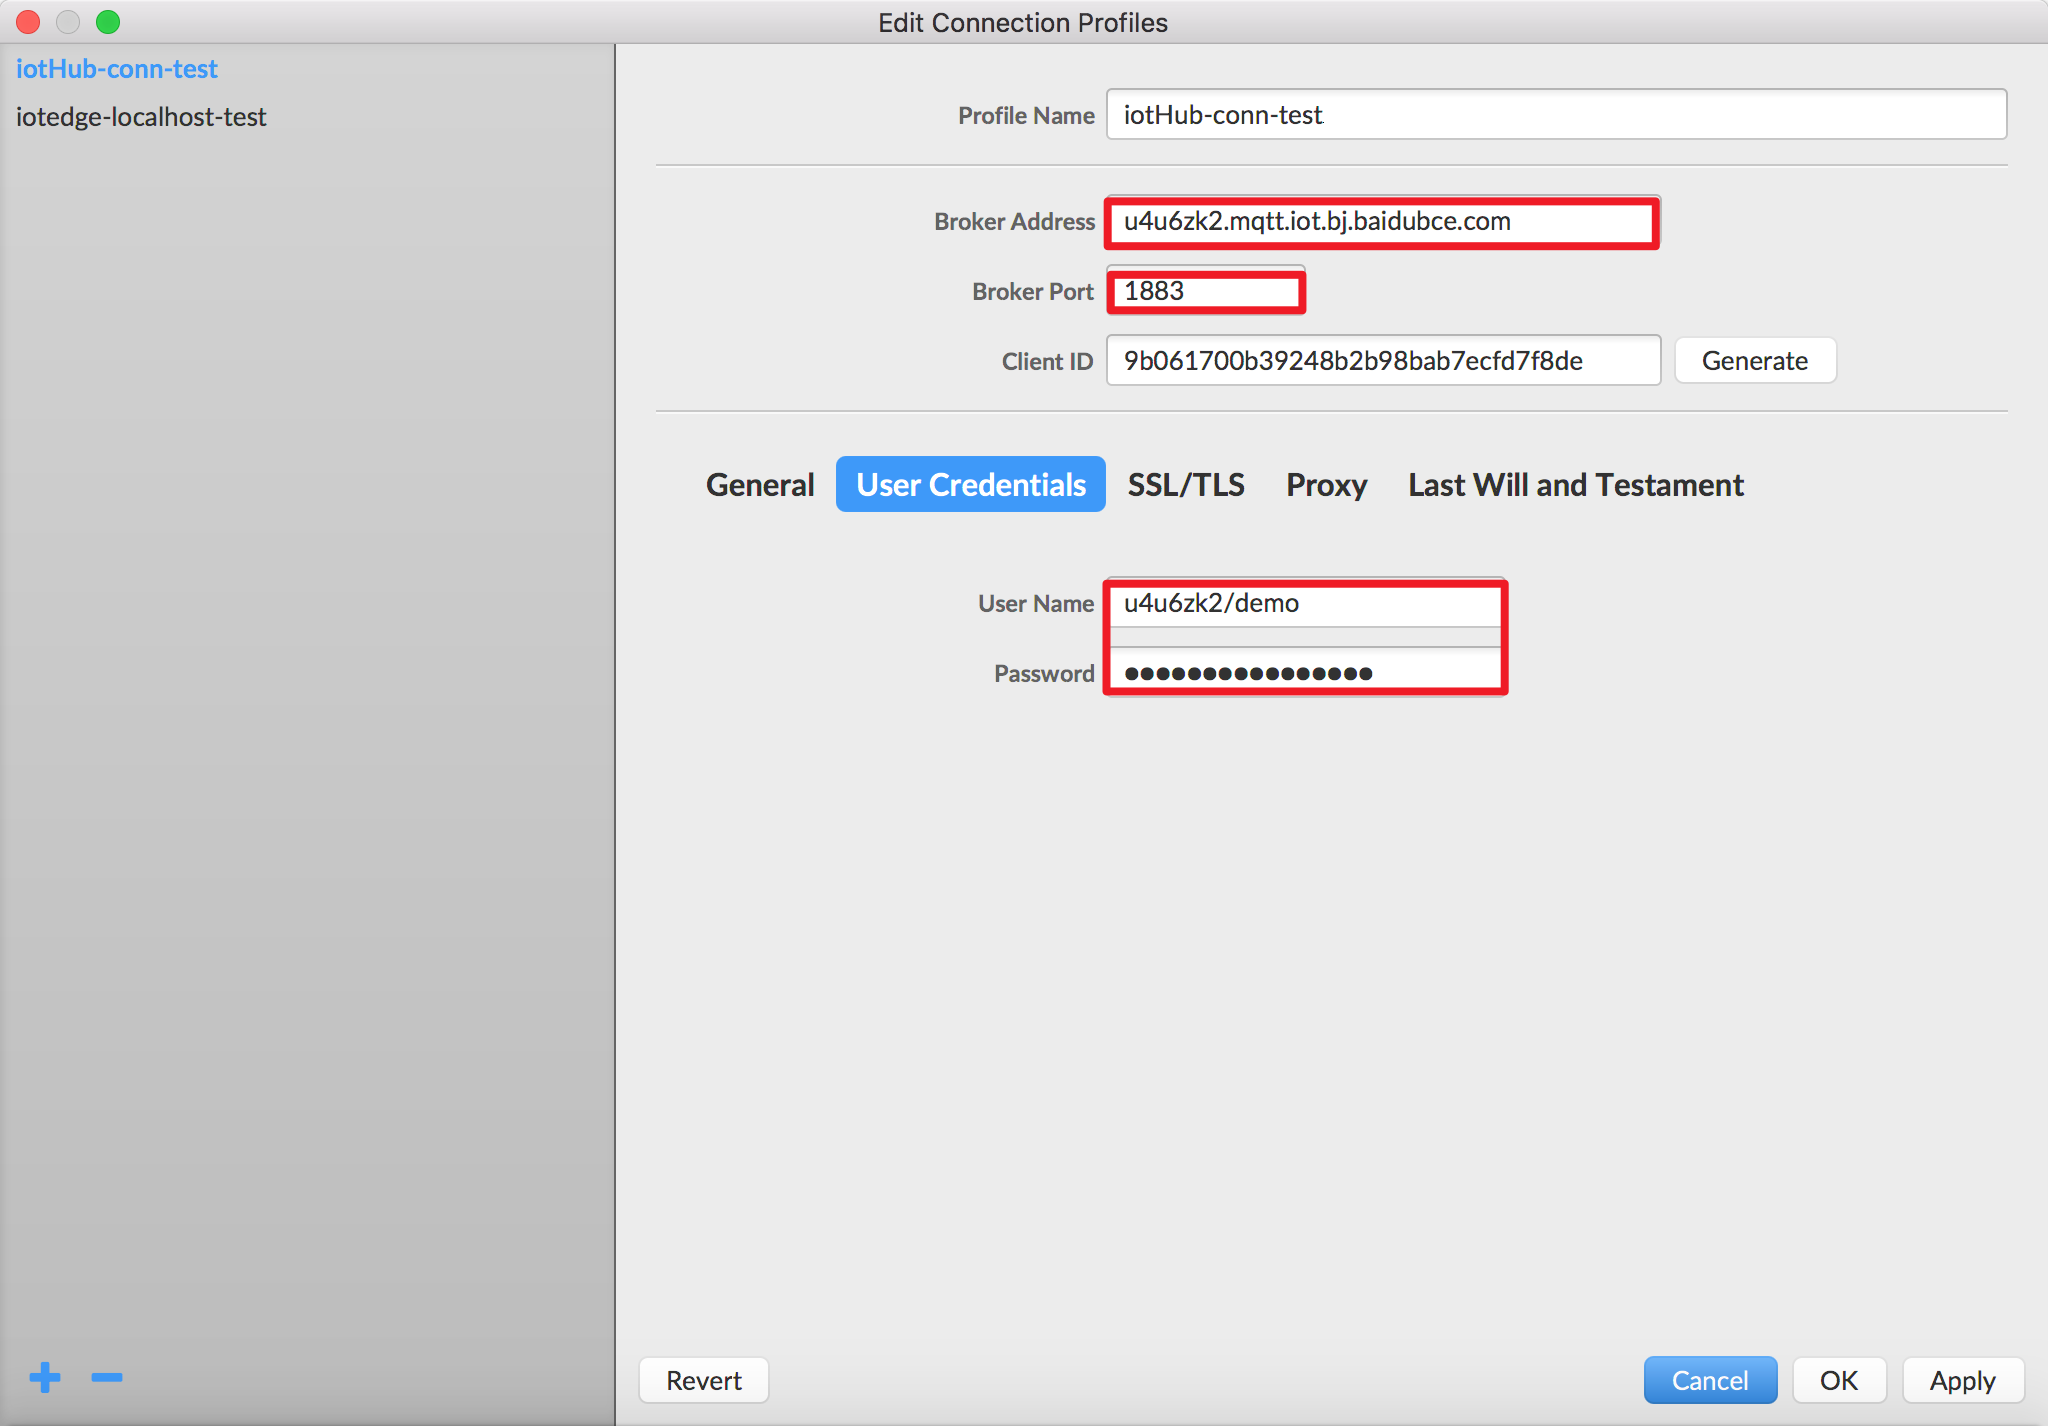 Edit Connection Profiles
iotHub-conn-test
iotedge-localhost-test
Profile Name iotHub-conn-test
Broker Address u4u6zk2.mqtt.iot.bj.baidubce.com
Broker Port 1883
Client ID 9b061700b39248b2b98bab7ecfd7f8de Generate
General User Credentials SSL/TLS Proxy Last Will and Testament
User Name u4u6zk2/demo
Password ●●●●●●●●●●●●●●●●
Revert Cancel OK Apply